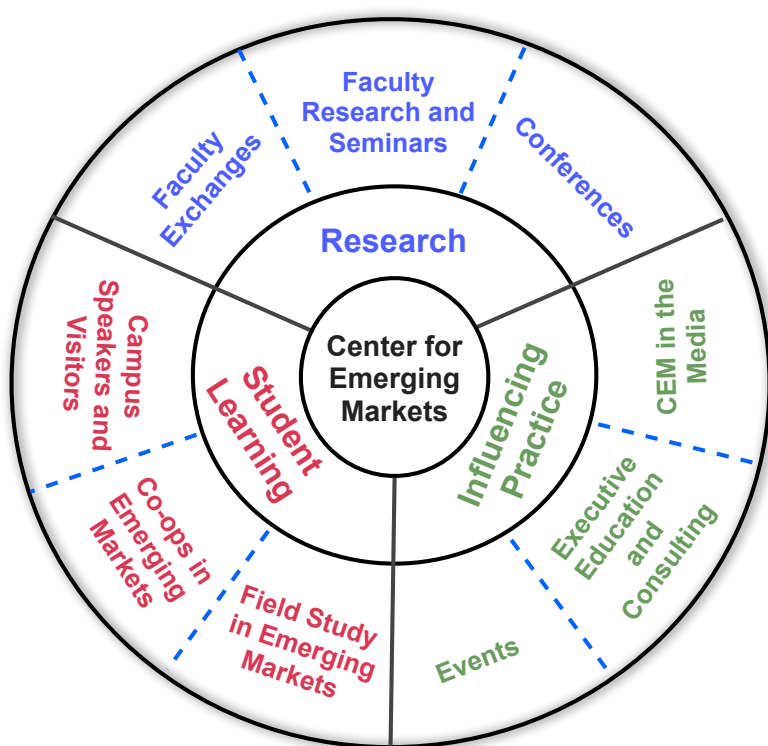 Faculty
Research and
Seminars
Faculty
Exchanges
Conferences
Research
Center for
Emerging
Markets
Student
Learning
Influencing
Practice
Campus
Speakers and
Visitors
CEM in the
Media
Co-ops in
Emerging
Markets
Executive
Education
and
Consulting
Field Study
in Emerging
Markets
Events